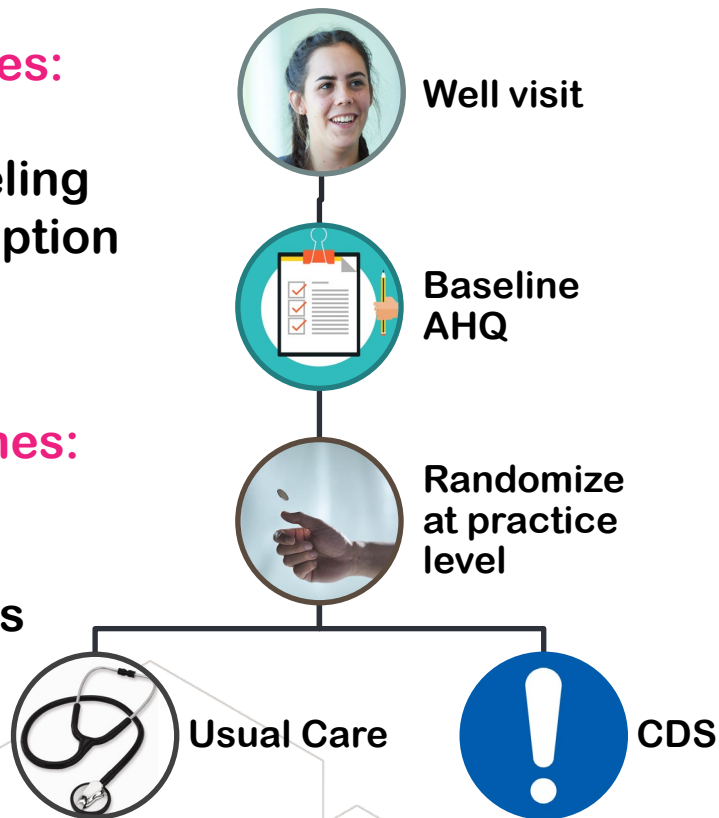 es:
eling
ption
nes:
s
Well visit
Baseline
AHQ
Randomize
at practice
level
Usual Care
CDS